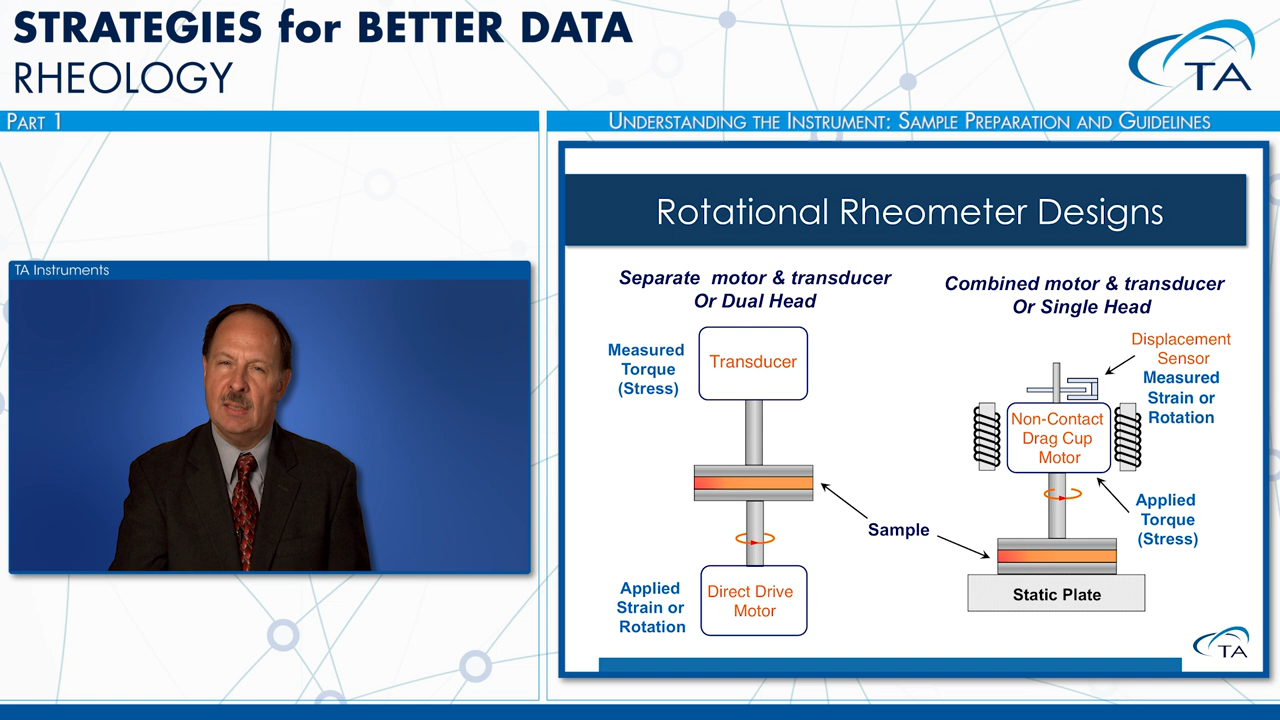 STRATEGIES for BETTER DATA
RHEOLOGY
TA
PART 1
UNDERSTANDING THE INSTRUMENT: SAMPLE PREPARATION AND GUIDELINES
TA Instruments
Rotational Rheometer Designs
Separate motor & transducer
Or Dual Head
Measured
Torque
(Stress)
Transducer
Sample
Applied
Strain or
Rotation
Direct Drive
Motor
Combined motor & transducer
Or Single Head
Displacement
Sensor
Measured
Strain or
Rotation
Non-Contact
Drag Cup
Motor
Applied
Torque
(Stress)
Static Plate
TA